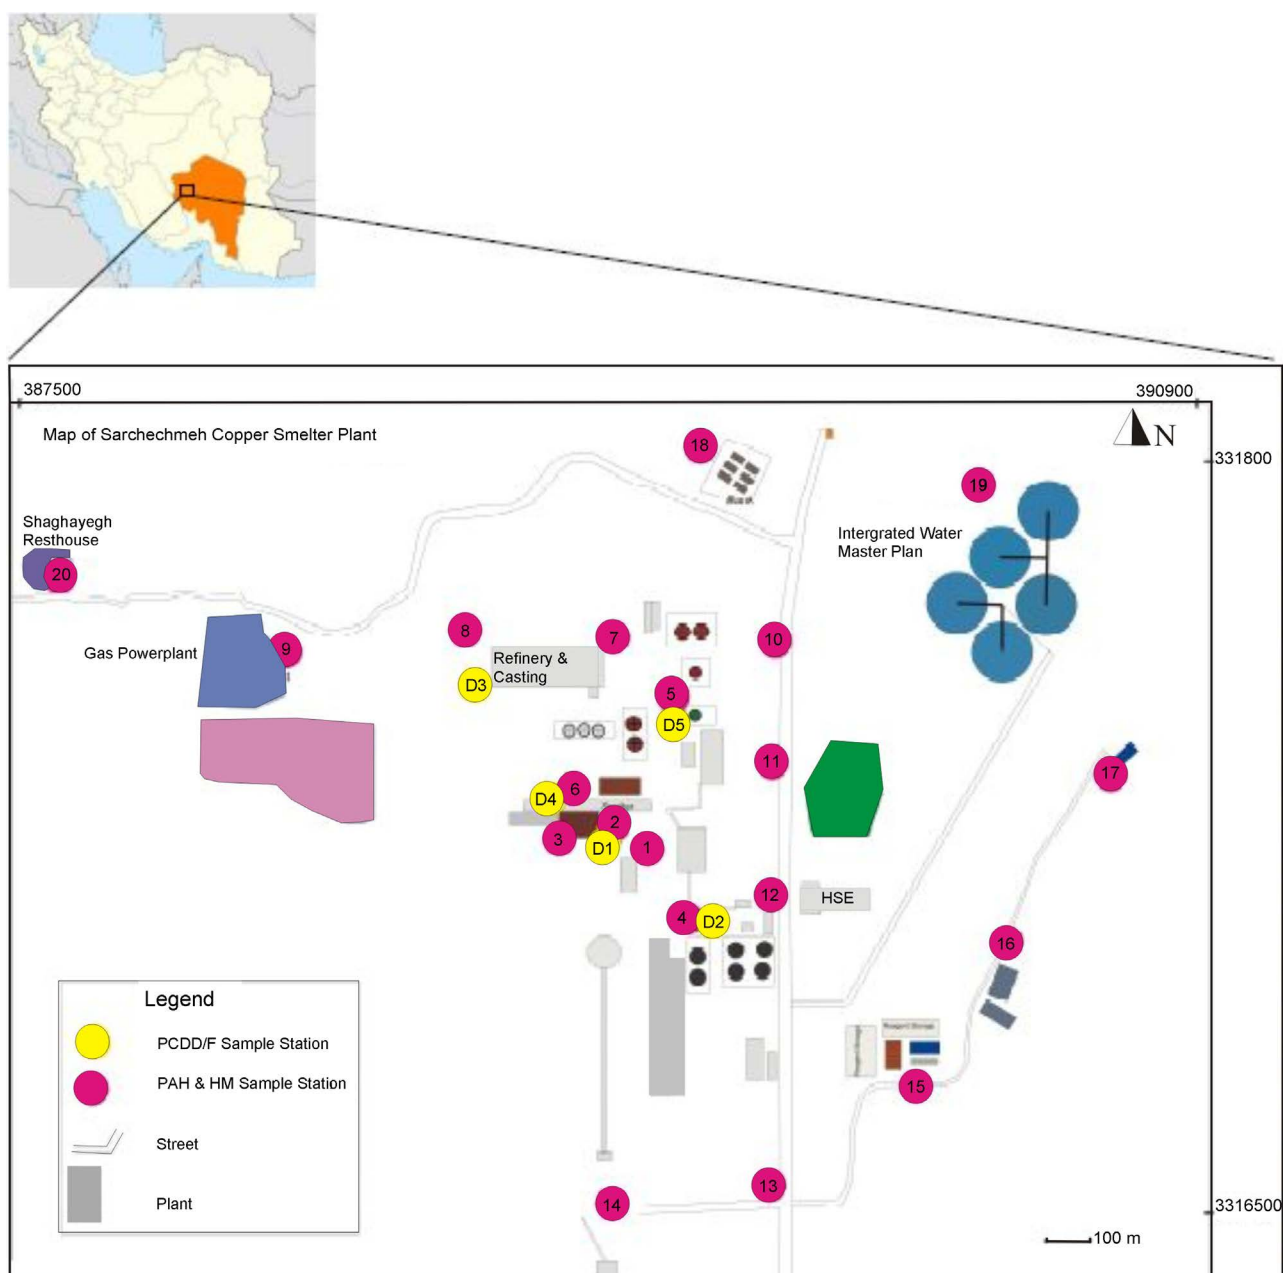 387500
390900
Map of Sarchechmeh Copper Smelter Plant
N
18
331800
19
Shaghayegh
Resthouse
Intergrated Water
Master Plan
20
8
7
10
Gas Powerplant
9
Refinery &
Casting
D3
5
D5
11
17
6
D4
2
3
D1
1
12
HSE
4
D2
16
Legend
PCDD/F Sample Station
PAH & HM Sample Station
15
Street
13
Plant
14
3316500
100 m